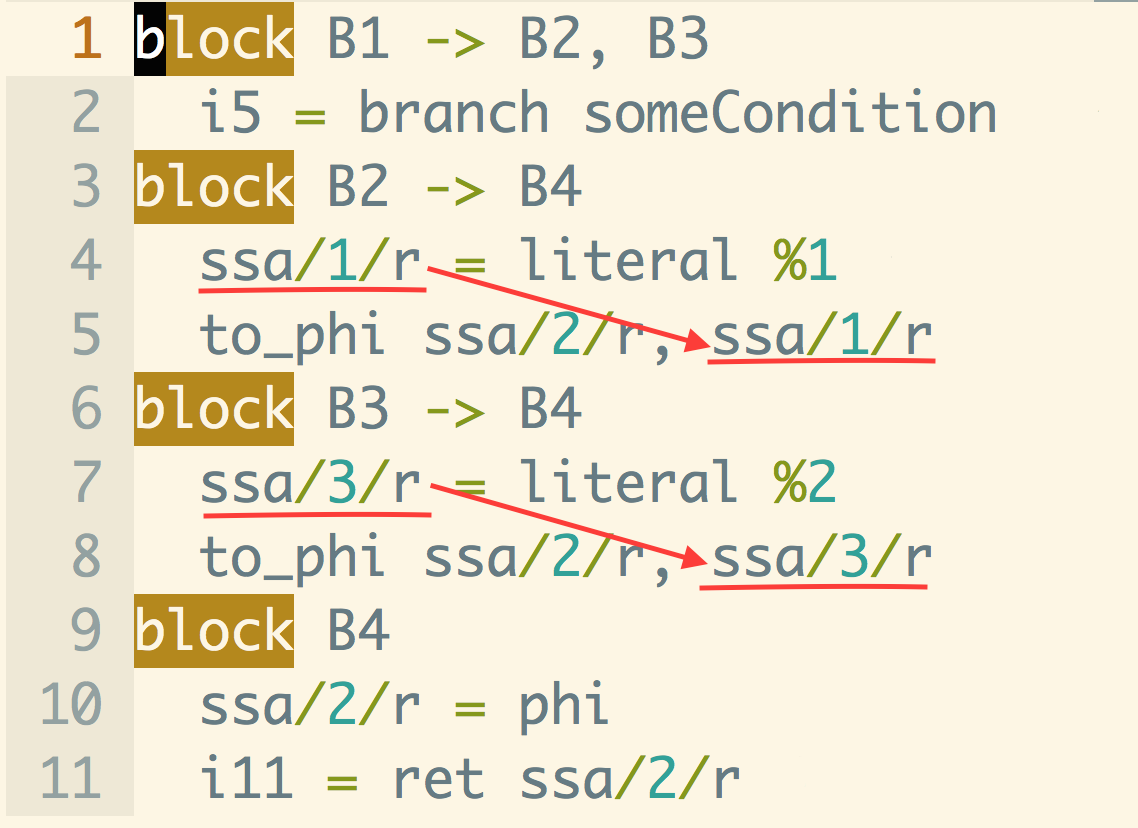 1 block B1 -> B2, B3
2 i5 = branch someCondition
3 block B2 -> B4
4 ssa/1/r = literal %1
5 to_phi ssa/2/r, ssa/1/r
6 block B3 -> B4
7 ssa/3/r = literal %2
8 to_phi ssa/2/r, ssa/3/r
9 block B4
10 ssa/2/r = phi
11 i11 = ret ssa/2/r